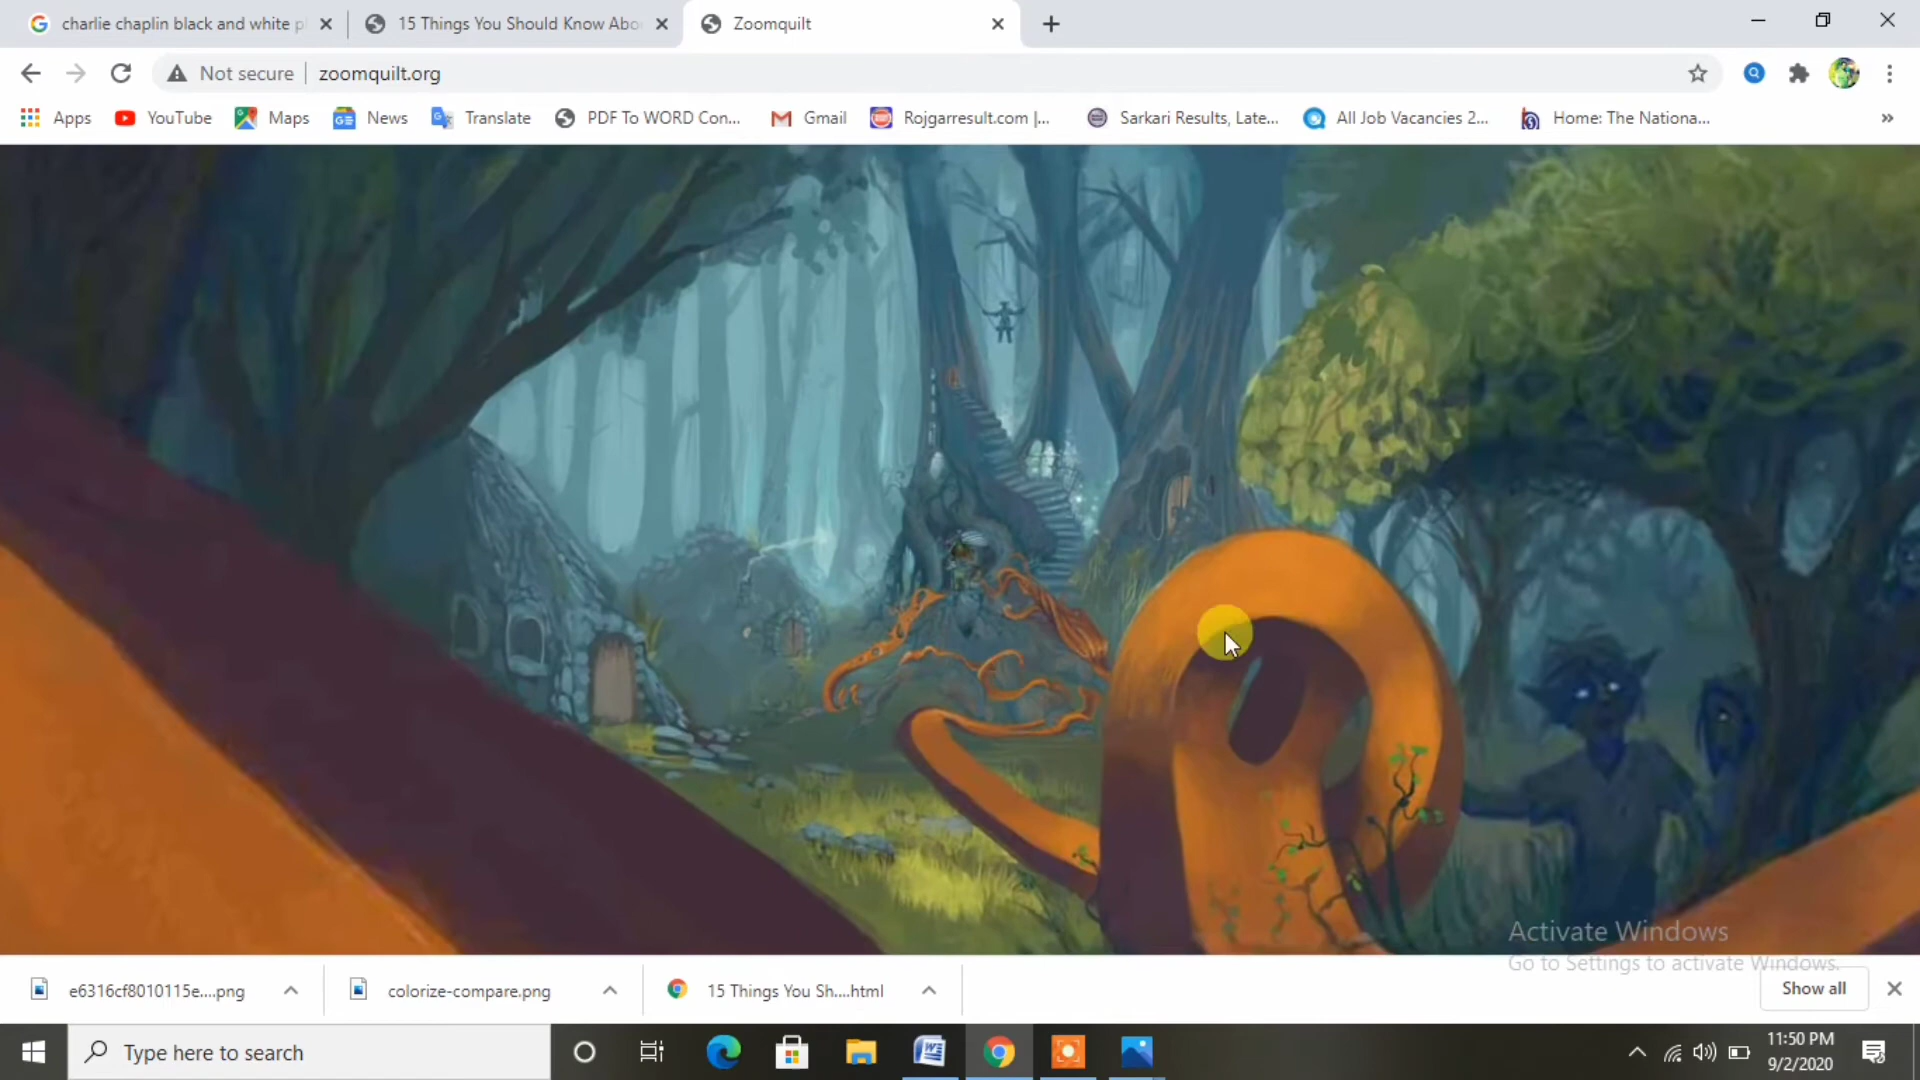 charlie chaplin black and white p
15 Things You Should Know Abo
Zoomquilt
Not secure
zoomquilt.org
Apps
YouTube
Maps
News
Translate
PDF To WORD Con...
Gmail
Rojgarresult.com |...
Sarkari Results, Late...
All Job Vacancies 2...
Home: The Nationa...
Activate Windows
Go to Settings to activate Windows.
e6316cf8010115e....png
colorize-compare.png
15 Things You Sh....html
Show all
Type here to search
11:50 PM
9/2/2020